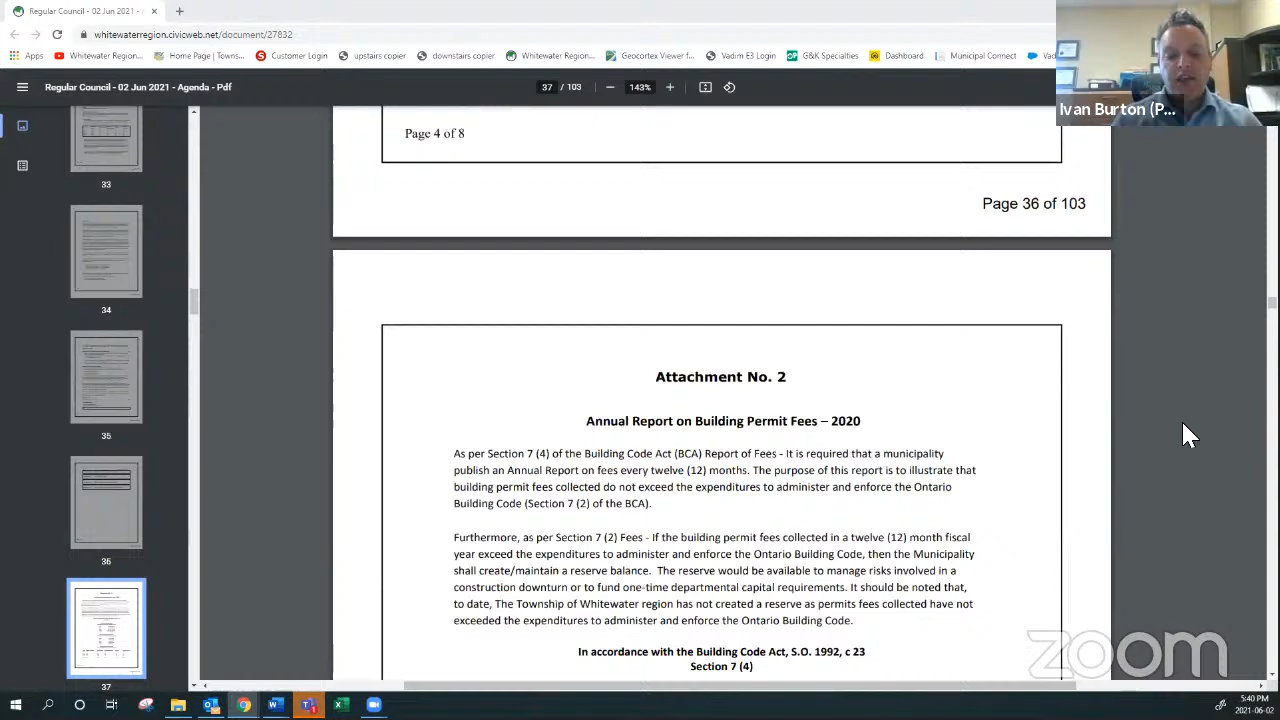 Regular Council - 02 Jun 2021 -
whitewaterregion.civicweb.net/document/27832
Apps
Whitewater Region...
Home Page | Towns...
Customer Login
upstairs copier
downstairs copier
Whitewater Region...
Geocortex Viewer f...
Vadim E3 Login
G&K Specialties
Dashboard
Municipal Connect
Vac
Regular Council - 02 Jun 2021 - Agenda - Pdf
37 / 103
143%
Ivan Burton (P...
33
34
35
36
37
Page 4 of 8
Page 36 of 103
Attachment No. 2
Annual Report on Building Permit Fees – 2020
As per Section 7 (4) of the Building Code Act (BCA) Report of Fees - It is required that a municipality
publish an Annual Report on fees every twelve (12) months. The purpose of this report is to illustrate that
building permit fees collected do not exceed the expenditures to administer and enforce the Ontario
Building Code (Section 7 (2) of the BCA).
Furthermore, as per Section 7 (2) Fees - If the building permit fees collected in a twelve (12) month fiscal
year exceed the expenditures to administer and enforce the Ontario Building Code, then the Municipality
shall create/maintain a reserve balance. The reserve would be available to manage risks involved in a
construction downturn or to fund one-time departmental capital requirements. It should be noted that,
to date, The Township of Whitewater region has not created a reserve as permits fees collected have not
exceeded the expenditures to administer and enforce the Ontario Building Code.
In accordance with the Building Code Act, S.O. 1992, c 23
Section 7 (4)
zoom
5:40 PM
2021-06-02